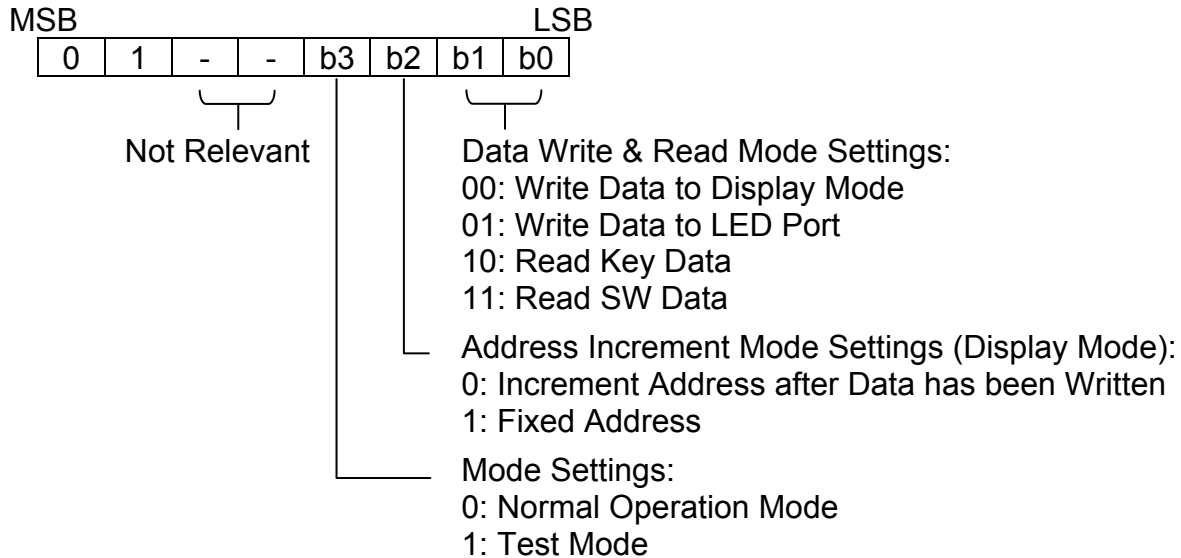 MSB LSB
0 1 - - b3 b2 b1 b0
Not Relevant
Data Write & Read Mode Settings:
00: Write Data to Display Mode
01: Write Data to LED Port
10: Read Key Data
11: Read SW Data
Address Increment Mode Settings (Display Mode):
0: Increment Address after Data has been Written
1: Fixed Address
Mode Settings:
0: Normal Operation Mode
1: Test Mode